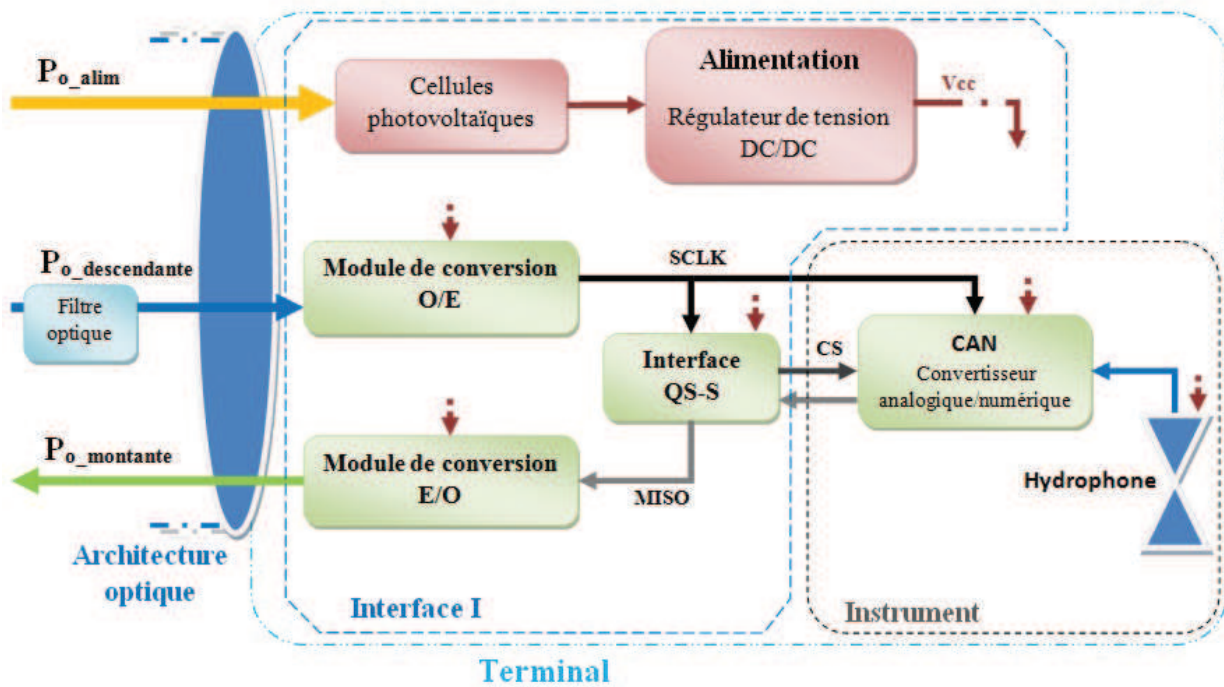 P o_alim
Cellules
photovoltaïques
Alimentation
Régulateur de tension
DC/DC
Vcc
P o_descendante
Filtre
optique
Module de conversion
O/E
SCLK
Interface
QS-S
CS
CAN
Convertisseur
analogique/numérique
P o_montante
Module de conversion
E/O
MISO
Hydrophone
Architecture
optique
Interface I
Instrument
Terminal